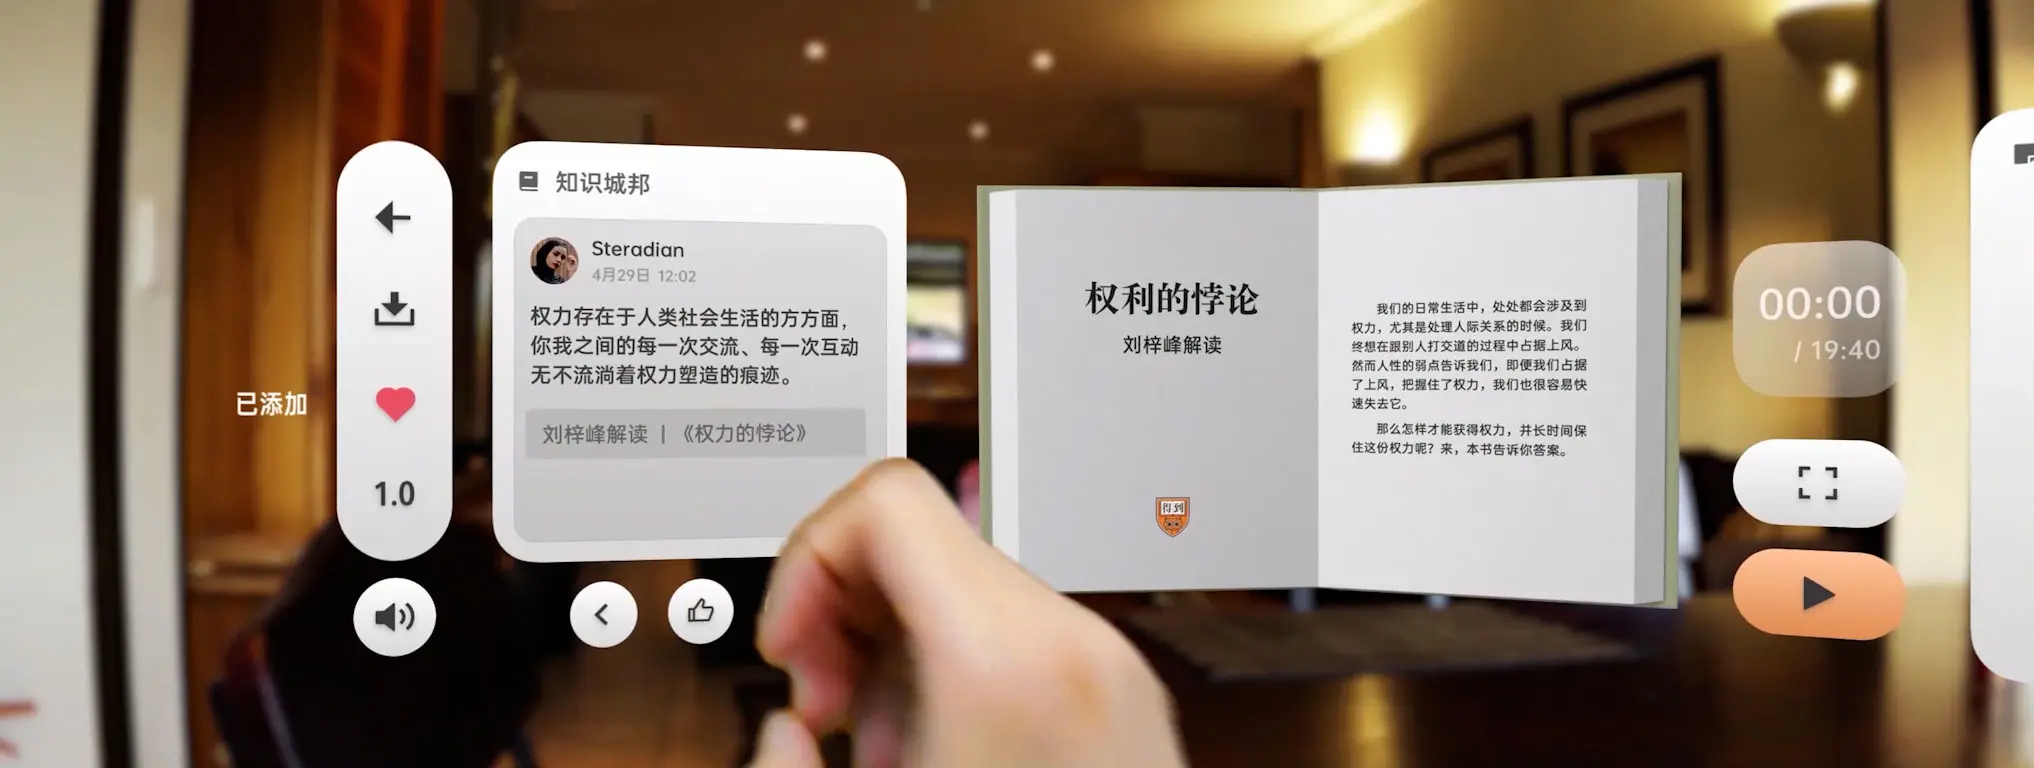 已添加
1.0
知识城邦
Steradian
4月29日 12:02
权力存在于人类社会生活的方方面，
你我之间的每一次交流、每一次互动
无不流淌着权力塑造的痕迹。
刘梓峰解读 | 《权力的悖论》
权利的悖论
刘梓峰解读
得到
我们的日常生活中，处处都会涉及到
权力，尤其是处理人际关系的时候。我们
终想在跟别人打交道的过程中占据上风。
然而人性的弱点告诉我们，即便我们占据
了上风，把握住了权力，我们也很容易快
速失去它。
那么怎样才能获得权力，并长时间保
住这份权力呢？来，本书告诉你答案。
00:00
/ 19:40